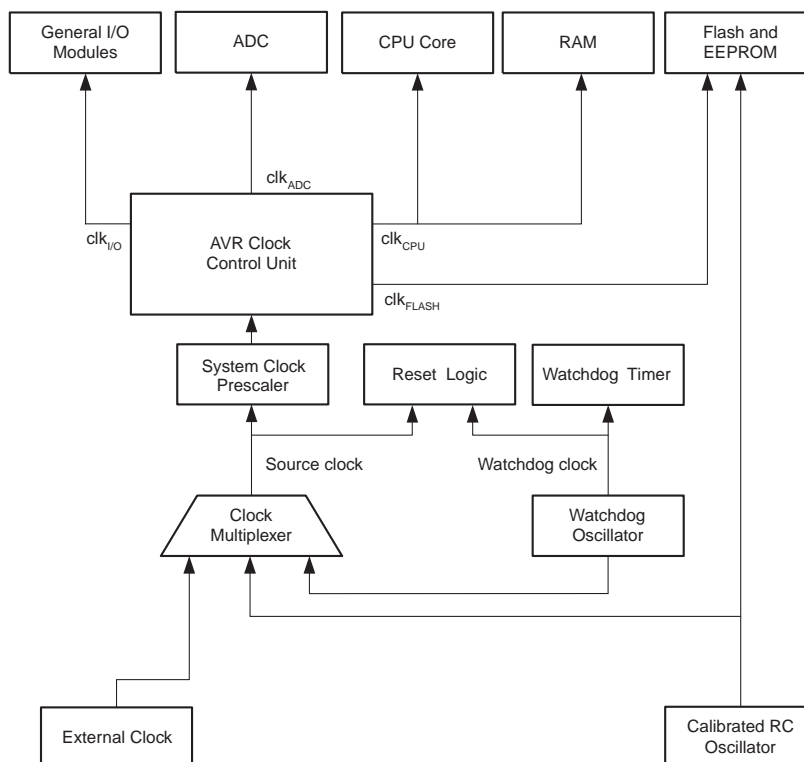 General I/O
Modules
ADC
CPU Core
RAM
Flash and
EEPROM
clkADC
clkI/O
AVR Clock
Control Unit
clkCPU
clkFLASH
System Clock
Prescaler
Reset Logic
Watchdog Timer
Source clock
Watchdog clock
Clock
Multiplexer
Watchdog
Oscillator
External Clock
Calibrated RC
Oscillator